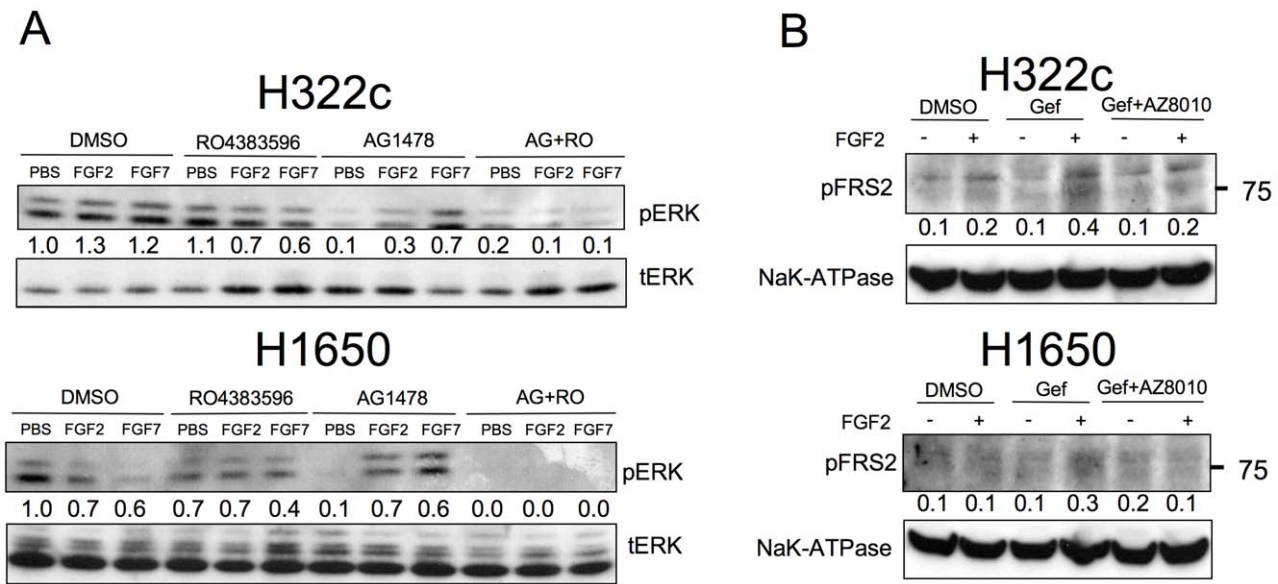 A
H322c
DMSO RO4383596 AG1478 AG+RO
PBS FGF2 FGF7 PBS FGF2 FGF7 PBS FGF2 FGF7 PBS FGF2 FGF7
pERK
1.0 1.3 1.2 1.1 0.7 0.6 0.1 0.3 0.7 0.2 0.1 0.1
tERK
H1650
DMSO RO4383596 AG1478 AG+RO
PBS FGF2 FGF7 PBS FGF2 FGF7 PBS FGF2 FGF7 PBS FGF2 FGF7
pERK
1.0 0.7 0.6 0.7 0.7 0.4 0.1 0.7 0.6 0.0 0.0 0.0
tERK
B
H322c
DMSO Gef Gef+AZ8010
FGF2 - + - + - +
pFRS2 75
0.1 0.2 0.1 0.4 0.1 0.2
NaK-ATPase
H1650
DMSO Gef Gef+AZ8010
FGF2 - + - + - +
pFRS2 75
0.1 0.1 0.1 0.3 0.2 0.1
NaK-ATPase